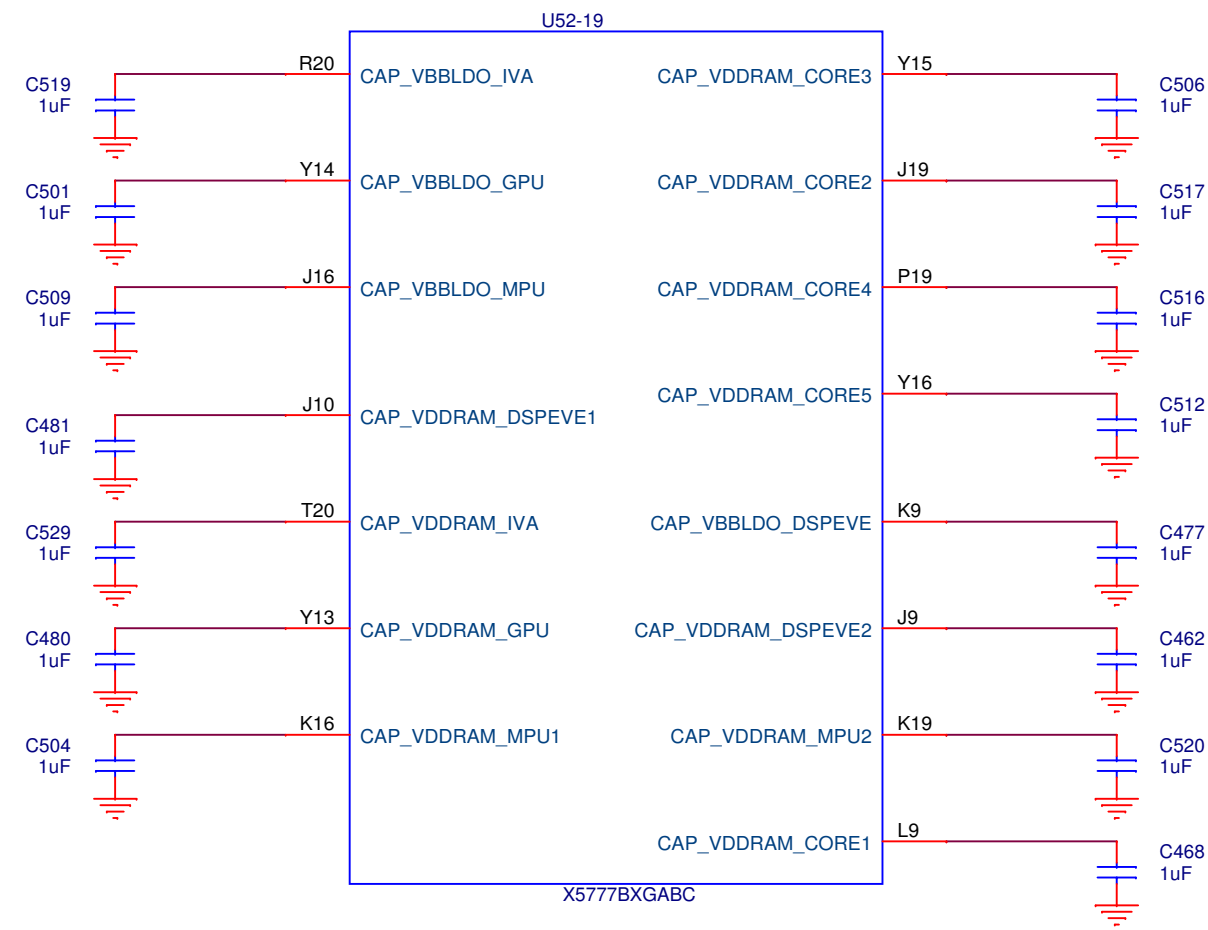 U52-19
C519
1uF
R20
CAP_VBBLDO_IVA
CAP_VDDRAM_CORE3
Y15
C506
1uF
C501
1uF
Y14
CAP_VBBLDO_GPU
CAP_VDDRAM_CORE2
J19
C517
1uF
C509
1uF
J16
CAP_VBBLDO_MPU
CAP_VDDRAM_CORE4
P19
C516
1uF
CAP_VDDRAM_CORE5
Y16
C512
1uF
C481
1uF
J10
CAP_VDDRAM_DSPEVE1
C529
1uF
T20
CAP_VDDRAM_IVA
CAP_VBBLDO_DSPEVE
K9
C477
1uF
C480
1uF
Y13
CAP_VDDRAM_GPU
CAP_VDDRAM_DSPEVE2
J9
C462
1uF
C504
1uF
K16
CAP_VDDRAM_MPU1
CAP_VDDRAM_MPU2
K19
C520
1uF
CAP_VDDRAM_CORE1
L9
C468
1uF
X5777BXGABC